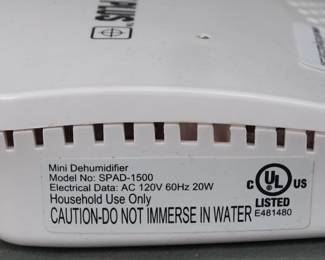 PLUS
Mini Dehumidifier
Model No: SPAD-1500
Electrical Data: AC 120V 60Hz 20W
Household Use Only
CAUTION-DO NOT IMMERSE IN WATER
C UL US
LISTED
E481480